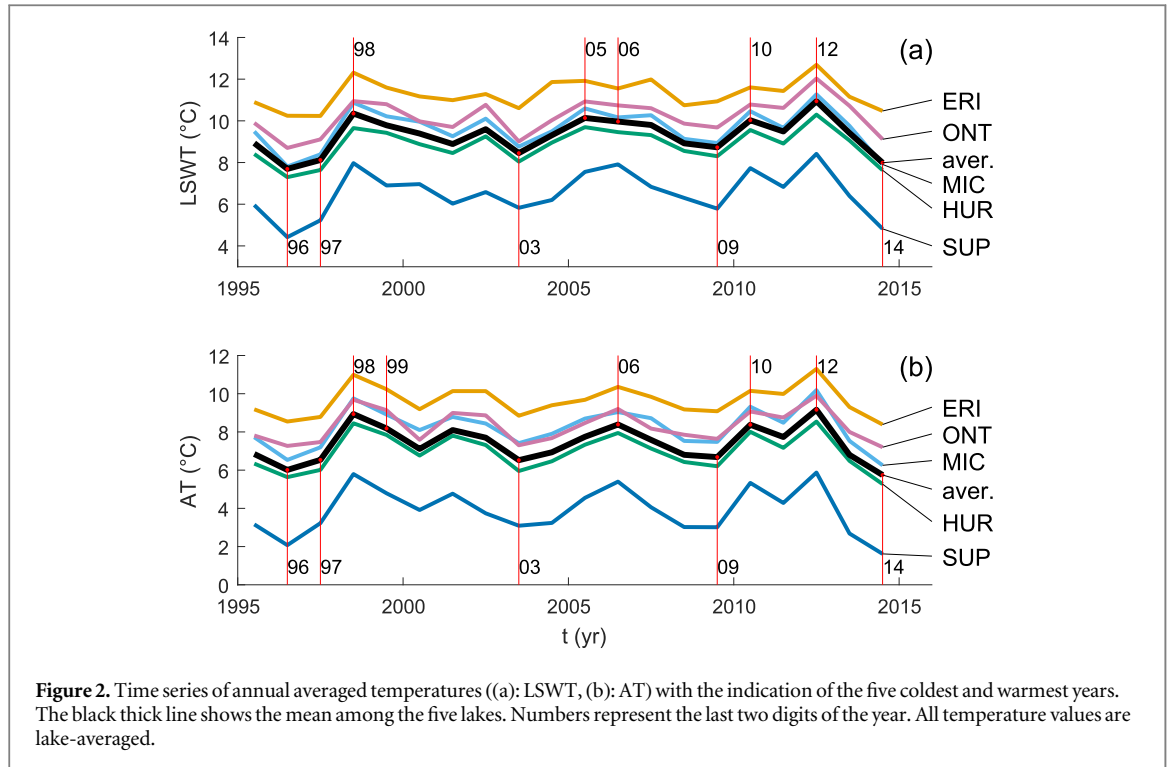 14
12
10
8
6
4
LSWT (°C)
98
05
06
10
12
(a)
96
97
03
09
14
ERI
ONT
aver.
MIC
HUR
SUP
1995
2000
2005
2010
2015
12
10
8
6
4
2
0
AT (°C)
98
99
06
10
12
(b)
96
97
03
09
14
ERI
ONT
MIC
aver.
HUR
SUP
1995
2000
2005
2010
2015
t (yr)
Figure 2. Time series of annual averaged temperatures ((a): LSWT, (b): AT) with the indication of the five coldest and warmest years.
The black thick line shows the mean among the five lakes. Numbers represent the last two digits of the year. All temperature values are
lake-averaged.